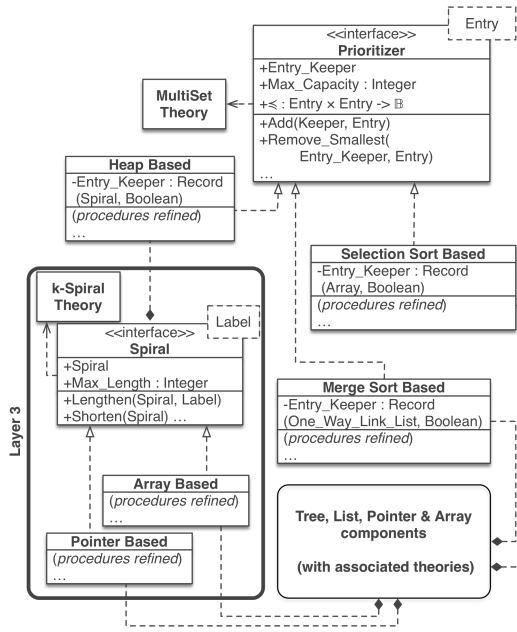 Entry
<<interface>>
Prioritizer
+Entry_Keeper
+Max_Capacity : Integer
+≼ : Entry × Entry -> 𝔹
+Add(Keeper, Entry)
+Remove_Smallest(
Entry_Keeper, Entry)
…
MultiSet
Theory
Heap Based
-Entry_Keeper : Record
(Spiral, Boolean)
(procedures refined)
…
Selection Sort Based
-Entry_Keeper : Record
(Array, Boolean)
(procedures refined)
…
Layer 3
k-Spiral
Theory
Label
<<interface>>
Spiral
+Spiral
+Max_Length : Integer
+Lengthen(Spiral, Label)
+Shorten(Spiral) …
Merge Sort Based
-Entry_Keeper : Record
(One_Way_Link_List, Boolean)
(procedures refined)
…
Array Based
(procedures refined)
…
Pointer Based
(procedures refined)
…
Tree, List, Pointer & Array
components
(with associated theories)